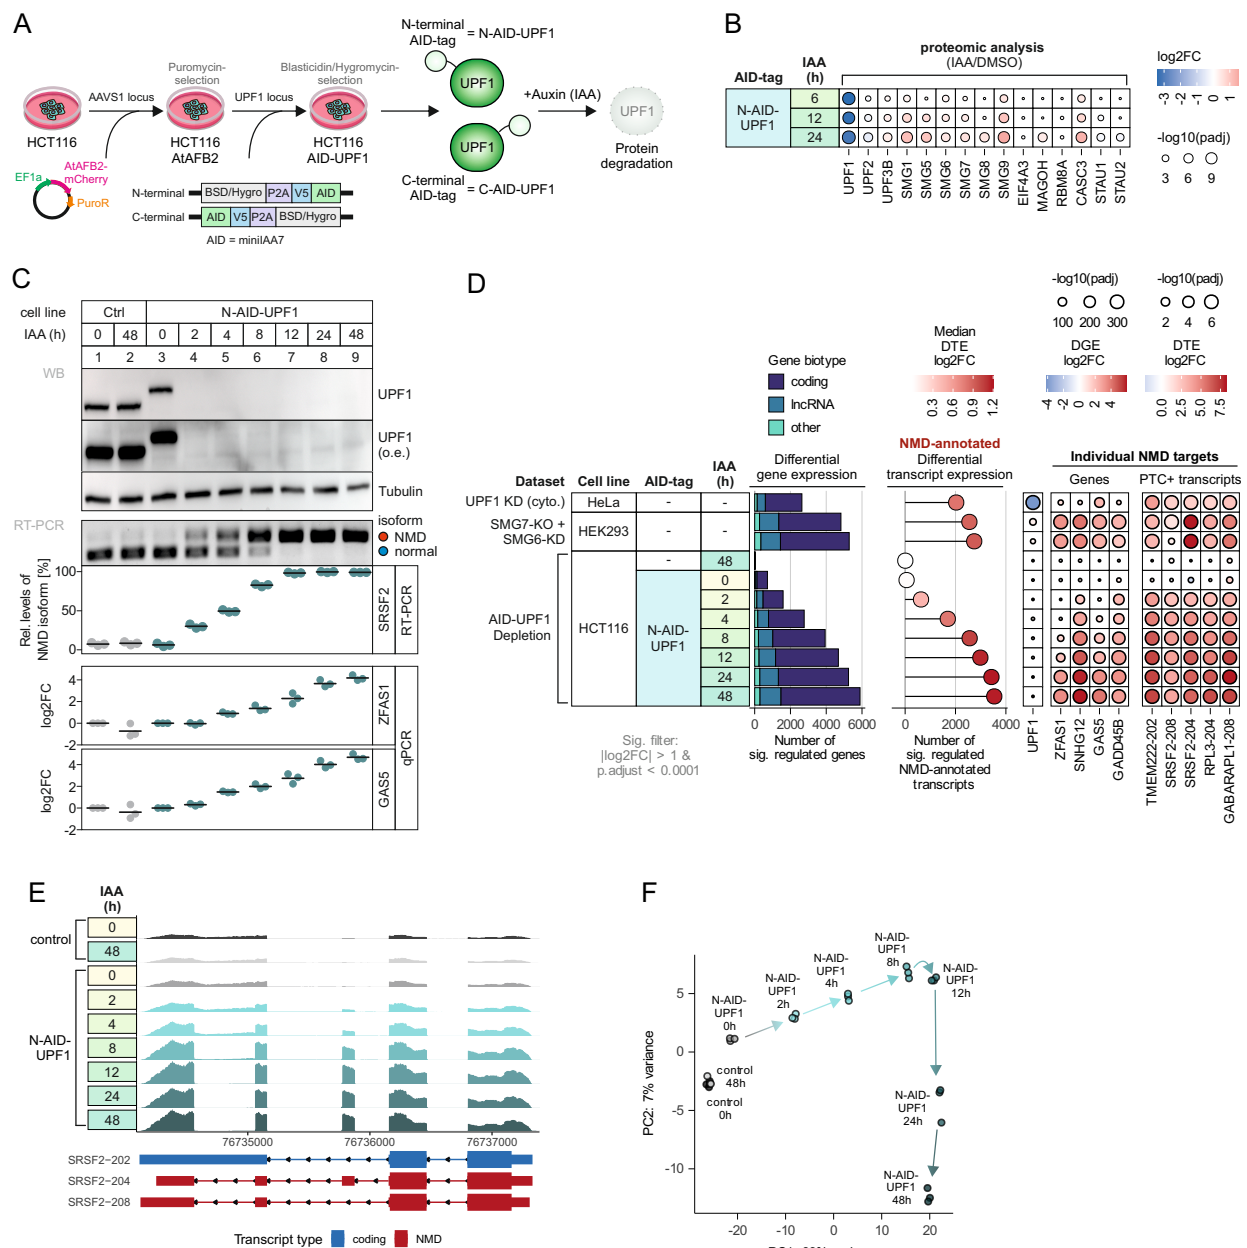 A
Puromycin-
selection
Blasticidin/Hygromycin-
selection
AAVS1 locus
UPF1 locus
HCT116
HCT116
AtAFB2
HCT116
AID-UPF1
EF1a
AtAFB2-
mCherry
PuroR
N-terminal
BSD/Hygro P2A V5 AID
C-terminal
AID V5 P2A BSD/Hygro
AID = miniIAA7
N-terminal
AID-tag = N-AID-UPF1
UPF1
UPF1
C-terminal
AID-tag = C-AID-UPF1
+Auxin (IAA)
UPF1
Protein
degradation
B
proteomic analysis
(IAA/DMSO)
AID-tag
IAA
(h)
N-AID-
UPF1
6
12
24
UPF1
UPF2
UPF3B
SMG1
SMG5
SMG6
SMG7
SMG8
SMG9
EIF4A3
MAGOH
RBM8A
CASC3
STAU1
STAU2
log2FC
-3 -2 -1 0 1
-log10(padj)
3 6 9
C
cell line Ctrl N-AID-UPF1
IAA (h) 0 48 0 2 4 8 12 24 48
1 2 3 4 5 6 7 8 9
WB
UPF1
UPF1
(o.e.)
Tubulin
RT-PCR
isoform
NMD
normal
Rel. levels of
NMD isoform [%]
100
50
0
SRSF2
RT-PCR
log2FC
4
2
0
-2
ZFAS1
log2FC
4
2
0
-2
GAS5
qPCR
D
Gene biotype
coding
lncRNA
other
Median
DTE
log2FC
0.3 0.6 0.9 1.2
-log10(padj)
100 200 300
DGE
log2FC
-4 -2 0 2 4
-log10(padj)
2 4 6
DTE
log2FC
0.0 2.5 5.0 7.5
Dataset Cell line AID-tag
IAA
(h)
Differential
gene expression
NMD-annotated
Differential
transcript expression
Individual NMD targets
Genes
PTC+ transcripts
UPF1 KD (cyto.) HeLa - -
SMG7-KO +
SMG6-KD
HEK293 - -
AID-UPF1
Depletion
HCT116
- 48
N-AID-
UPF1
0
2
4
8
12
24
48
0 2000 4000 6000
Number of
sig. regulated genes
0 2000 4000
Number of
sig. regulated
NMD-annotated
transcripts
Sig. filter:
|log2FC| > 1 &
p.adjust < 0.0001
UPF1
ZFAS1
SNHG12
GAS5
GADD45B
TMEM222-202
SRSF2-208
SRSF2-204
RPL3-204
GABARAPL1-208
E
IAA
(h)
control
0
48
N-AID-
UPF1
0
2
4
8
12
24
48
76735000 76736000 76737000
SRSF2−202
SRSF2−204
SRSF2−208
Transcript type coding NMD
F
PC2: 7% variance
5
0
-5
-10
N-AID-
UPF1
0h
N-AID-
UPF1
2h
N-AID-
UPF1
4h
N-AID-
UPF1
8h
N-AID-
UPF1
12h
N-AID-
UPF1
24h
N-AID-
UPF1
48h
control
48h
control
0h
-20 -10 0 10 20